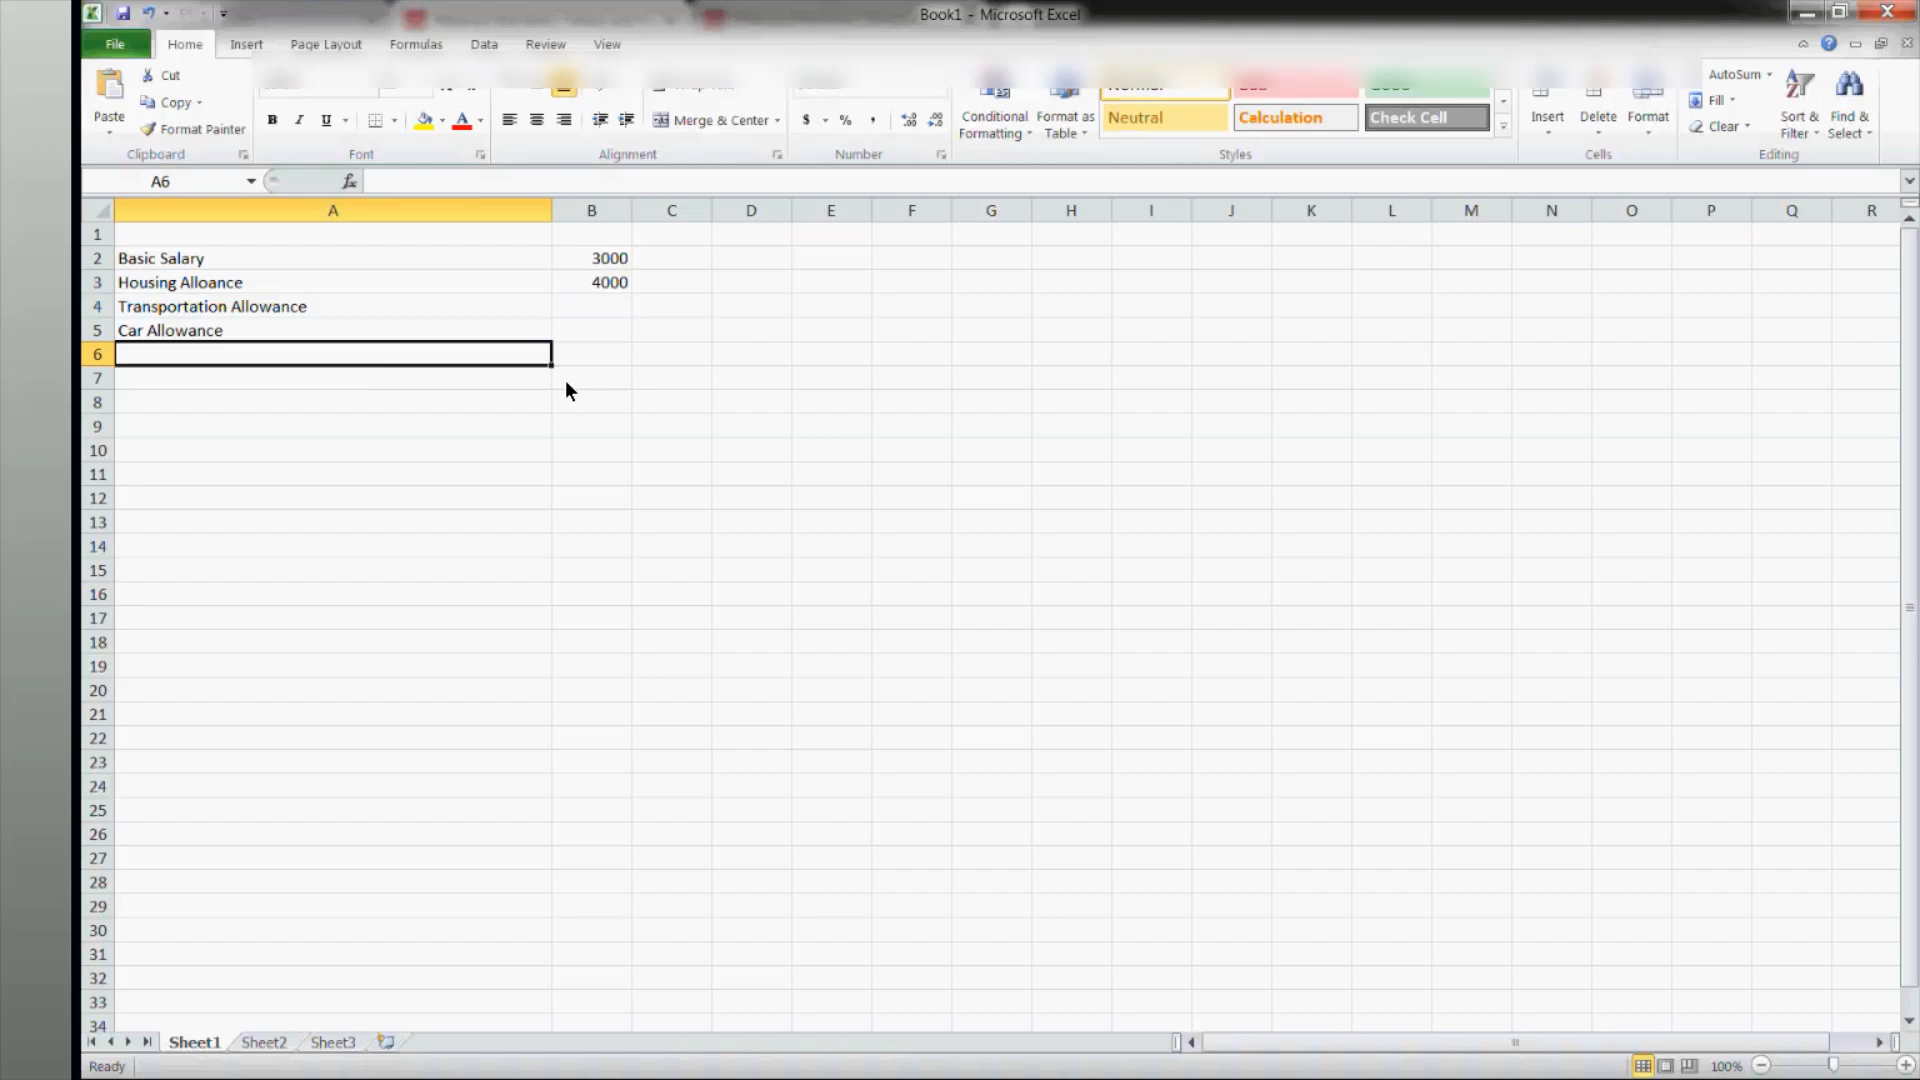 Book1 - Microsoft Excel
File Home Insert Page Layout Formulas Data Review View
Paste
Cut
Copy
Format Painter
Clipboard
B I U A
Font
Merge & Center
Alignment
$ % ,
Number
Conditional Formatting
Format as Table
Neutral Calculation Check Cell
Styles
Insert Delete Format
Cells
AutoSum
Fill
Clear
Sort & Filter
Find & Select
Editing
A6 fx
A B C D E F G H I J K L M N O P Q R
1
2 Basic Salary 3000
3 Housing Alloance 4000
4 Transportation Allowance
5 Car Allowance
6
7
8
9
10
11
12
13
14
15
16
17
18
19
20
21
22
23
24
25
26
27
28
29
30
31
32
33
34
Sheet1 Sheet2 Sheet3
Ready 100%